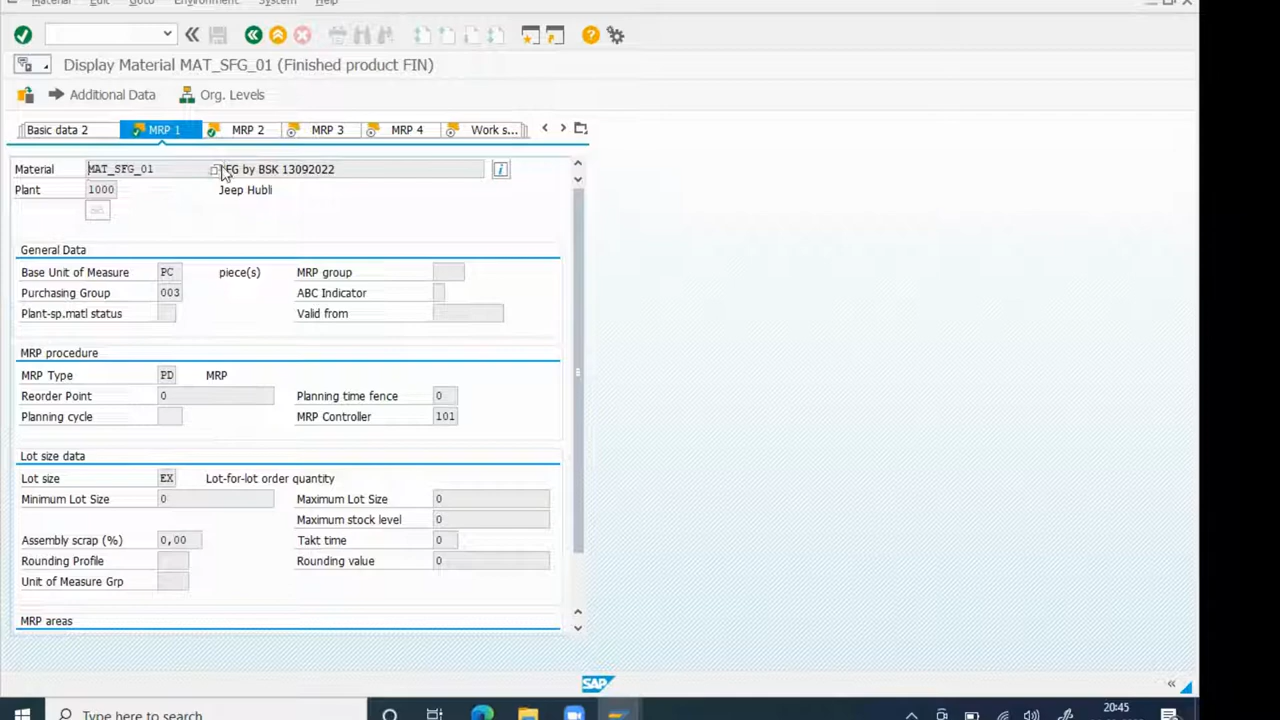 Material Edit Goto Environment System Help
Display Material MAT_SFG_01 (Finished product FIN)
Additional Data Org. Levels
Basic data 2 MRP 1 MRP 2 MRP 3 MRP 4 Work s...
Material MAT_SFG_01 FG by BSK 13092022
Plant 1000 Jeep Hubli
General Data
Base Unit of Measure PC piece(s) MRP group
Purchasing Group 003 ABC Indicator
Plant-sp.matl status Valid from
MRP procedure
MRP Type PD MRP
Reorder Point 0 Planning time fence 0
Planning cycle MRP Controller 101
Lot size data
Lot size EX Lot-for-lot order quantity
Minimum Lot Size 0 Maximum Lot Size 0
Maximum stock level 0
Assembly scrap (%) 0,00 Takt time 0
Rounding Profile Rounding value 0
Unit of Measure Grp
MRP areas
SAP
Type here to search
20:45